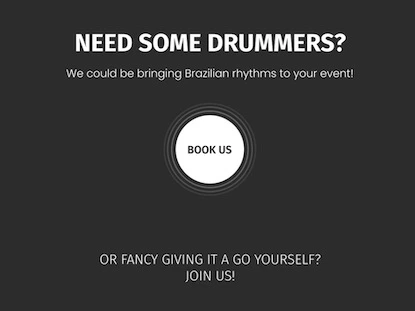 NEED SOME DRUMMERS?
We could be bringing Brazilian rhythms to your event!
BOOK US
OR FANCY GIVING IT A GO YOURSELF?
JOIN US!